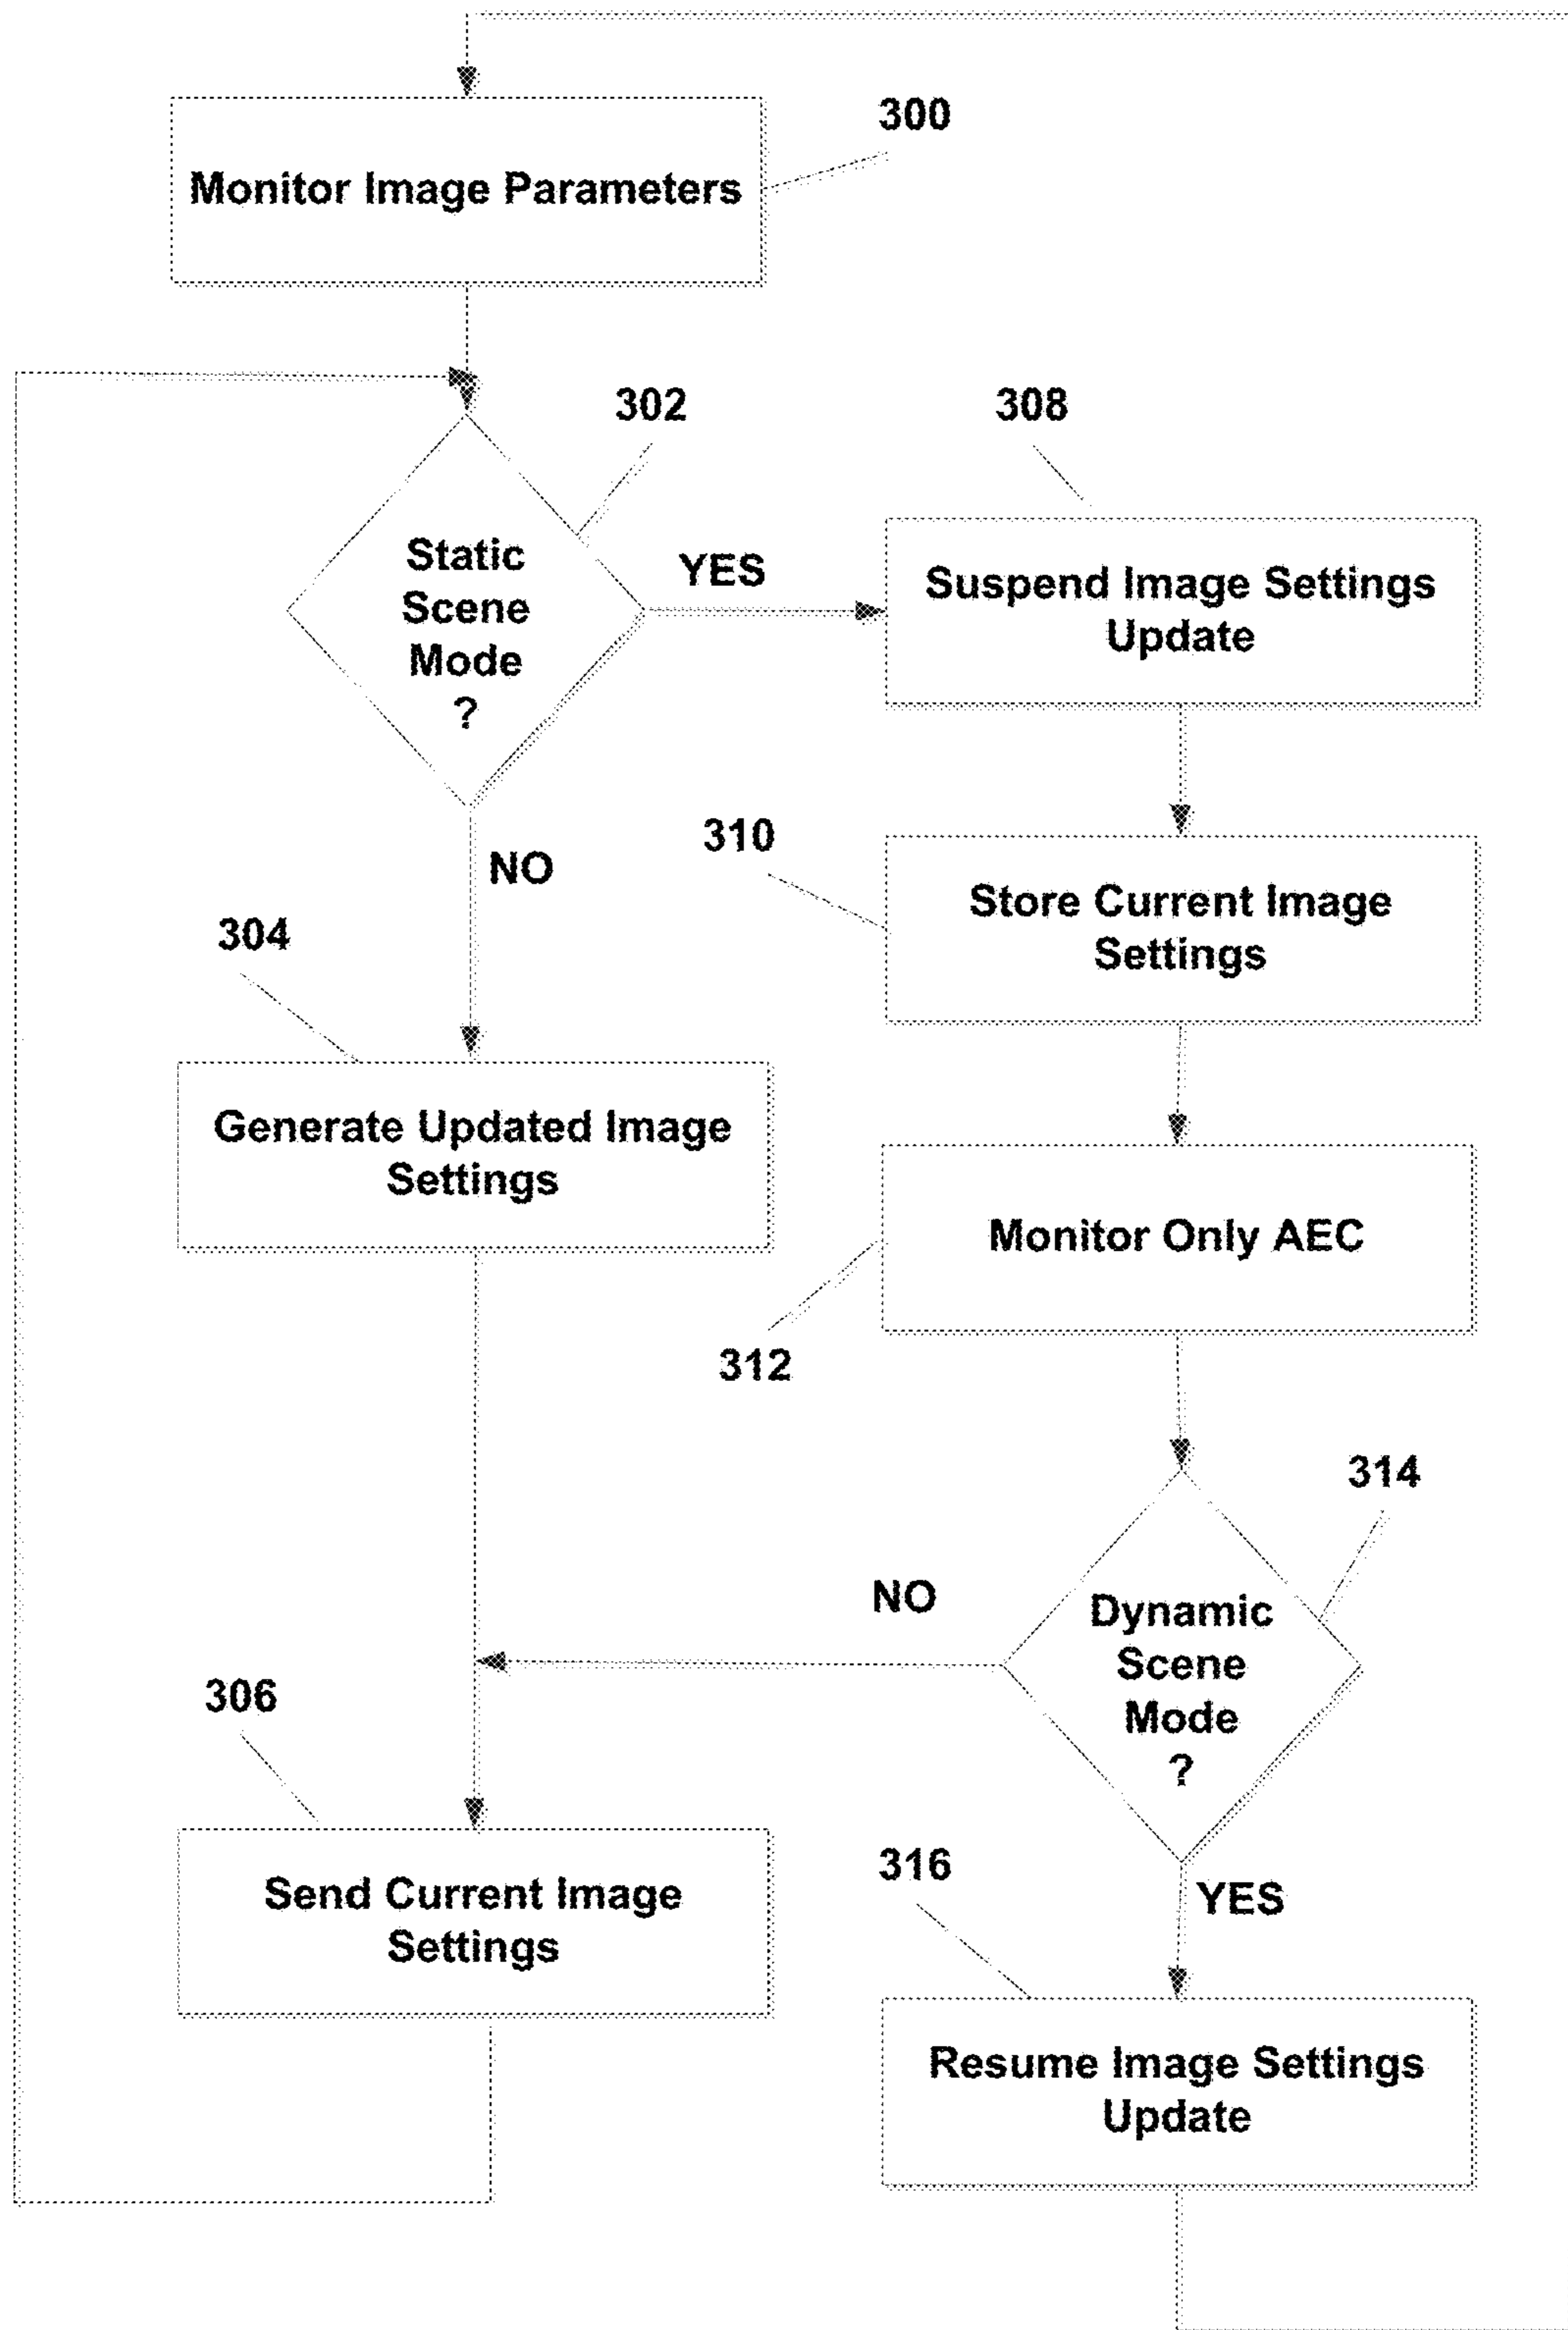 300
Monitor Image Parameters
302
308
Static
Scene
Mode
?
YES
Suspend Image Settings
Update
310
NO
Store Current Image
Settings
304
Generate Updated Image
Settings
Monitor Only AEC
312
314
NO
Dynamic
Scene
Mode
?
306
316
YES
Send Current Image
Settings
Resume Image Settings
Update